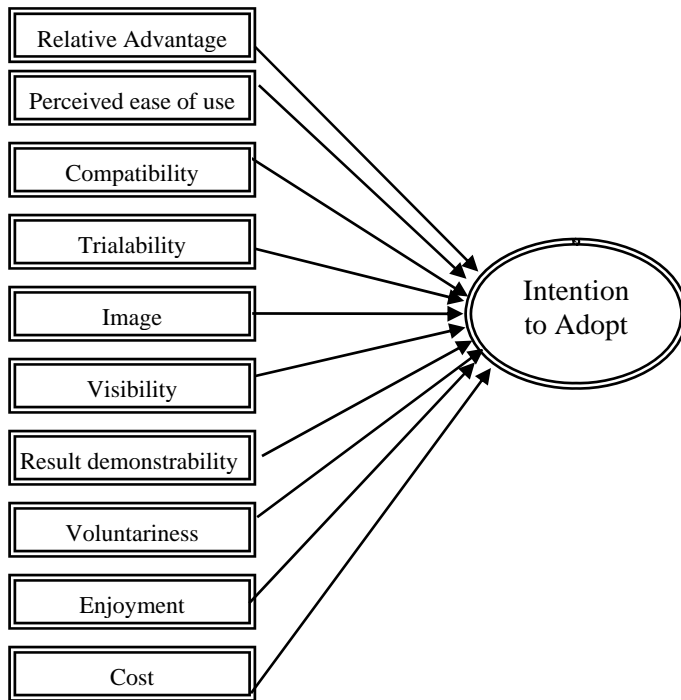 Relative Advantage
Perceived ease of use
Compatibility
Trialability
Image
Visibility
Result demonstrability
Voluntariness
Enjoyment
Cost
Intention
to Adopt